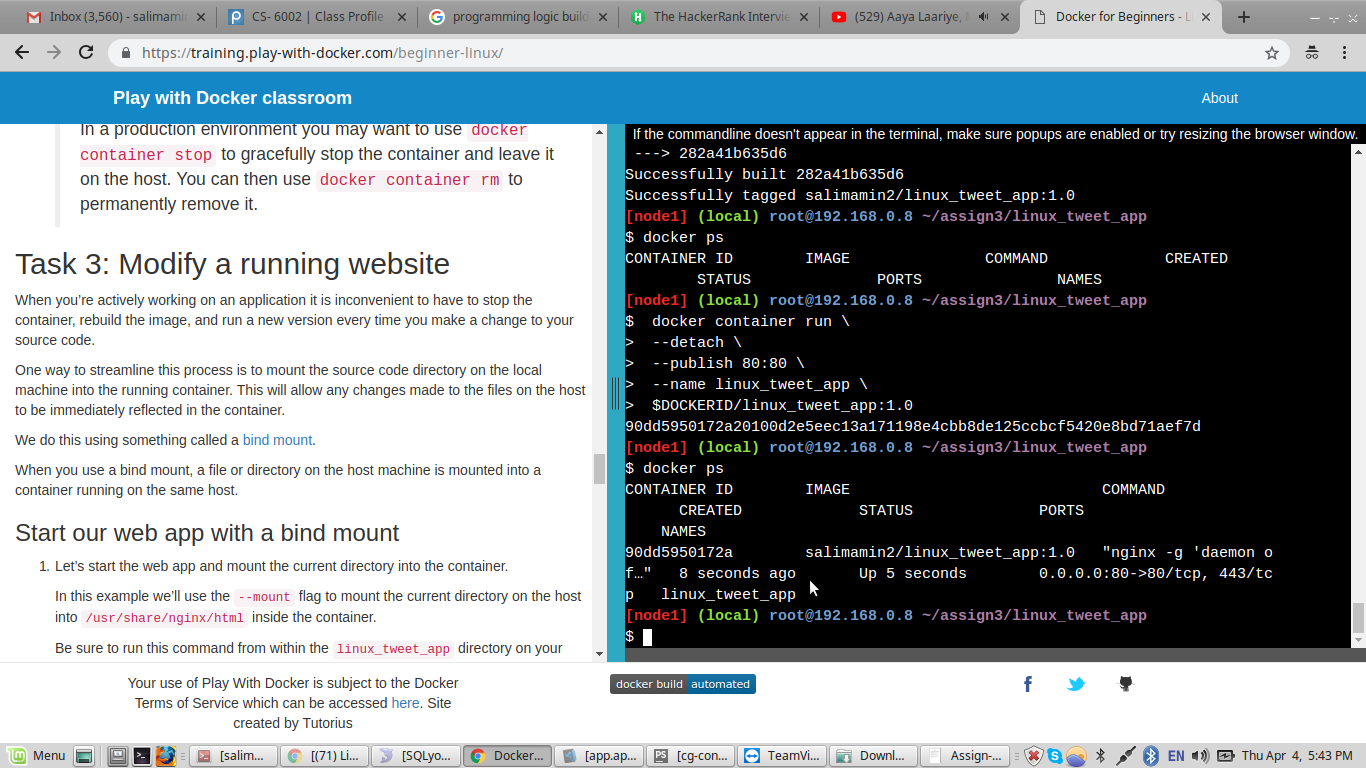 Inbox (3,560) - salimami
CS- 6002 | Class Profile
programming logic build
The HackerRank Intervie
(529) Aaya Laariye,
Docker for Beginners - Li
https://training.play-with-docker.com/beginner-linux/
Play with Docker classroom
About
In a production environment you may want to use docker
container stop to gracefully stop the container and leave it
on the host. You can then use docker container rm to
permanently remove it.
Task 3: Modify a running website
When you’re actively working on an application it is inconvenient to have to stop the
container, rebuild the image, and run a new version every time you make a change to your
source code.
One way to streamline this process is to mount the source code directory on the local
machine into the running container. This will allow any changes made to the files on the host
to be immediately reflected in the container.
We do this using something called a bind mount.
When you use a bind mount, a file or directory on the host machine is mounted into a
container running on the same host.
Start our web app with a bind mount
1. Let’s start the web app and mount the current directory into the container.
In this example we’ll use the --mount flag to mount the current directory on the host
into /usr/share/nginx/html inside the container.
Be sure to run this command from within the linux_tweet_app directory on your
If the commandline doesn't appear in the terminal, make sure popups are enabled or try resizing the browser window.
---> 282a41b635d6
Successfully built 282a41b635d6
Successfully tagged salimamin2/linux_tweet_app:1.0
[node1] (local) root@192.168.0.8 ~/assign3/linux_tweet_app
$ docker ps
CONTAINER ID IMAGE COMMAND CREATED
STATUS PORTS NAMES
[node1] (local) root@192.168.0.8 ~/assign3/linux_tweet_app
$ docker container run \
> --detach \
> --publish 80:80 \
> --name linux_tweet_app \
> $DOCKERID/linux_tweet_app:1.0
90dd5950172a20100d2e5eec13a171198e4cbb8de125ccbcf5420e8bd71aef7d
[node1] (local) root@192.168.0.8 ~/assign3/linux_tweet_app
$ docker ps
CONTAINER ID IMAGE COMMAND
CREATED STATUS PORTS
NAMES
90dd5950172a salimamin2/linux_tweet_app:1.0 "nginx -g 'daemon o
f…" 8 seconds ago Up 5 seconds 0.0.0.0:80->80/tcp, 443/tc
p linux_tweet_app
[node1] (local) root@192.168.0.8 ~/assign3/linux_tweet_app
$
Your use of Play With Docker is subject to the Docker
Terms of Service which can be accessed here. Site
created by Tutorius
docker build automated
Menu
[salim...
[(71) Li...
[SQLyo...
Docker...
[app.ap...
[cg-con...
TeamVi...
Downl...
Assign-...
EN
Thu Apr 4, 5:43 PM